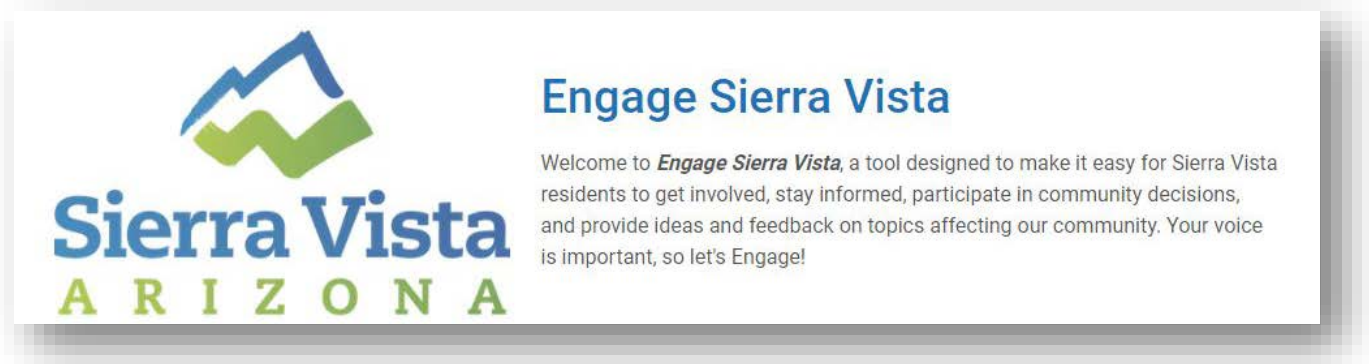 Sierra Vista
ARIZONA
Engage Sierra Vista
Welcome to Engage Sierra Vista, a tool designed to make it easy for Sierra Vista
residents to get involved, stay informed, participate in community decisions,
and provide ideas and feedback on topics affecting our community. Your voice
is important, so let's Engage!